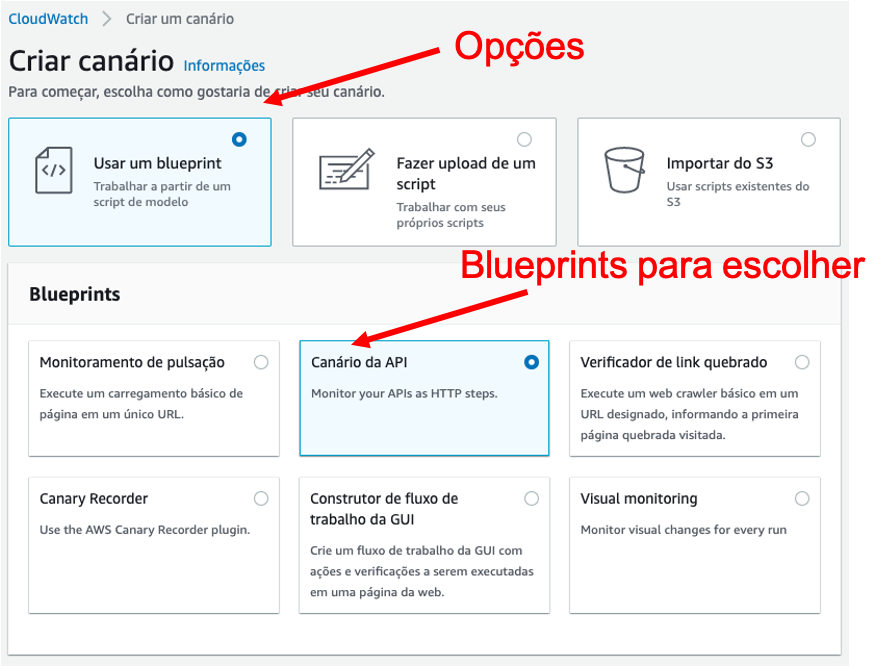 CloudWatch > Criar um canário
Opções
Criar canário Informações
Para começar, escolha como gostaria de criar seu canário.
Usar um blueprint
Trabalhar a partir de um
script de modelo
Fazer upload de um
script
Trabalhar com seus
próprios scripts
Importar do S3
Usar scripts existentes do
S3
Blueprints para escolher
Blueprints
Monitoramento de pulsação
Execute um carregamento básico de
página em um único URL.
Canário da API
Monitor your APIs as HTTP steps.
Verificador de link quebrado
Execute um web crawler básico em um
URL designado, informando a primeira
página quebrada visitada.
Canary Recorder
Use the AWS Canary Recorder plugin.
Construtor de fluxo de
trabalho da GUI
Crie um fluxo de trabalho da GUI com
ações e verificações a serem executadas
em uma página da web.
Visual monitoring
Monitor visual changes for every run